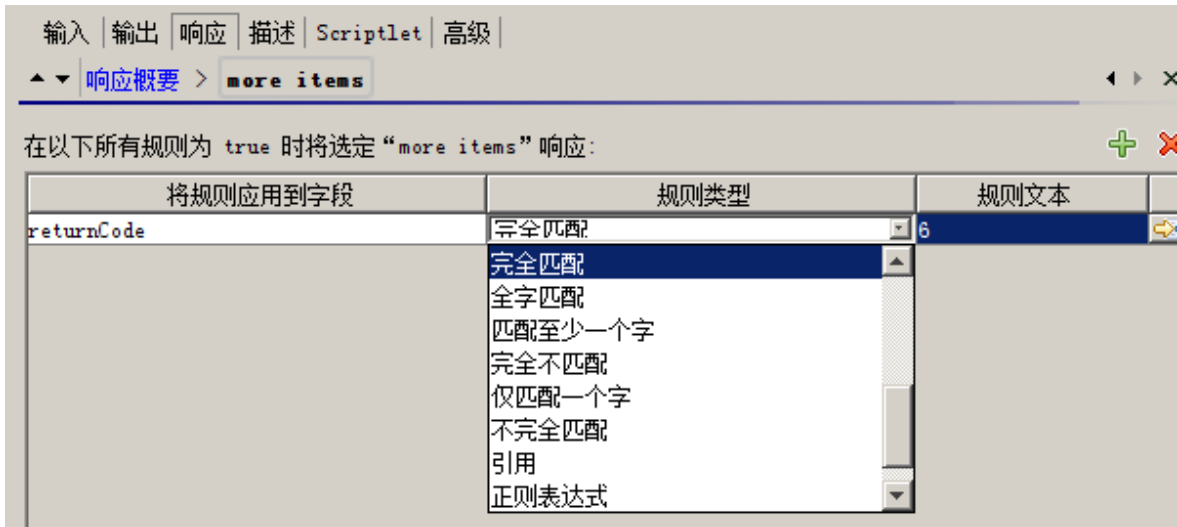 输入 输出 响应 描述 Scriptlet 高级
响应概要 > more items
在以下所有规则为 true 时将选定“more items”响应:
将规则应用到字段 规则类型 规则文本
returnCode 完全匹配 6
完全匹配
全字匹配
匹配至少一个字
完全不匹配
仅匹配一个字
不完全匹配
引用
正则表达式